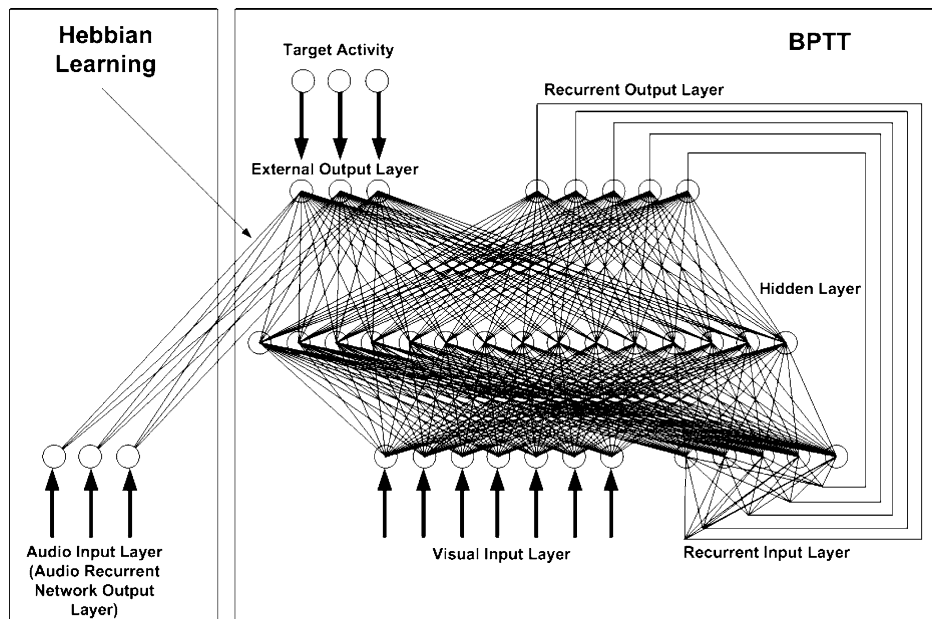 Hebbian
Learning
BPTT
Target Activity
Recurrent Output Layer
External Output Layer
Hidden Layer
Audio Input Layer
(Audio Recurrent
Network Output
Layer)
Visual Input Layer
Recurrent Input Layer